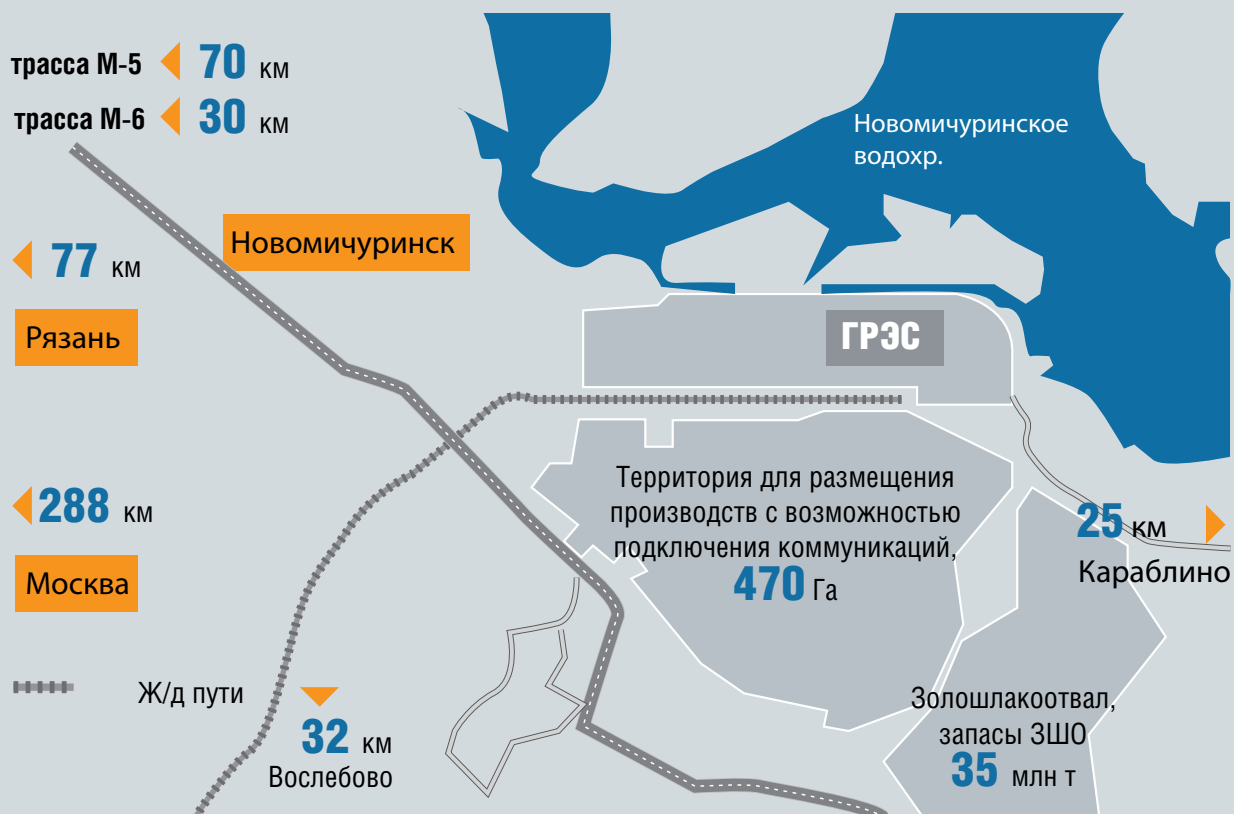 трасса М-5 70 км
трасса М-6 30 км
Новомичуринское
водохр.
Новомичуринск
77 км
Рязань
ГРЭС
Территория для размещения
производств с возможностью
подключения коммуникаций,
470 Га
288 км
Москва
25 км
Караблино
Ж/д пути
32 км
Вослебово
Золошлакоотвал,
запасы ЗШО
35 млн т